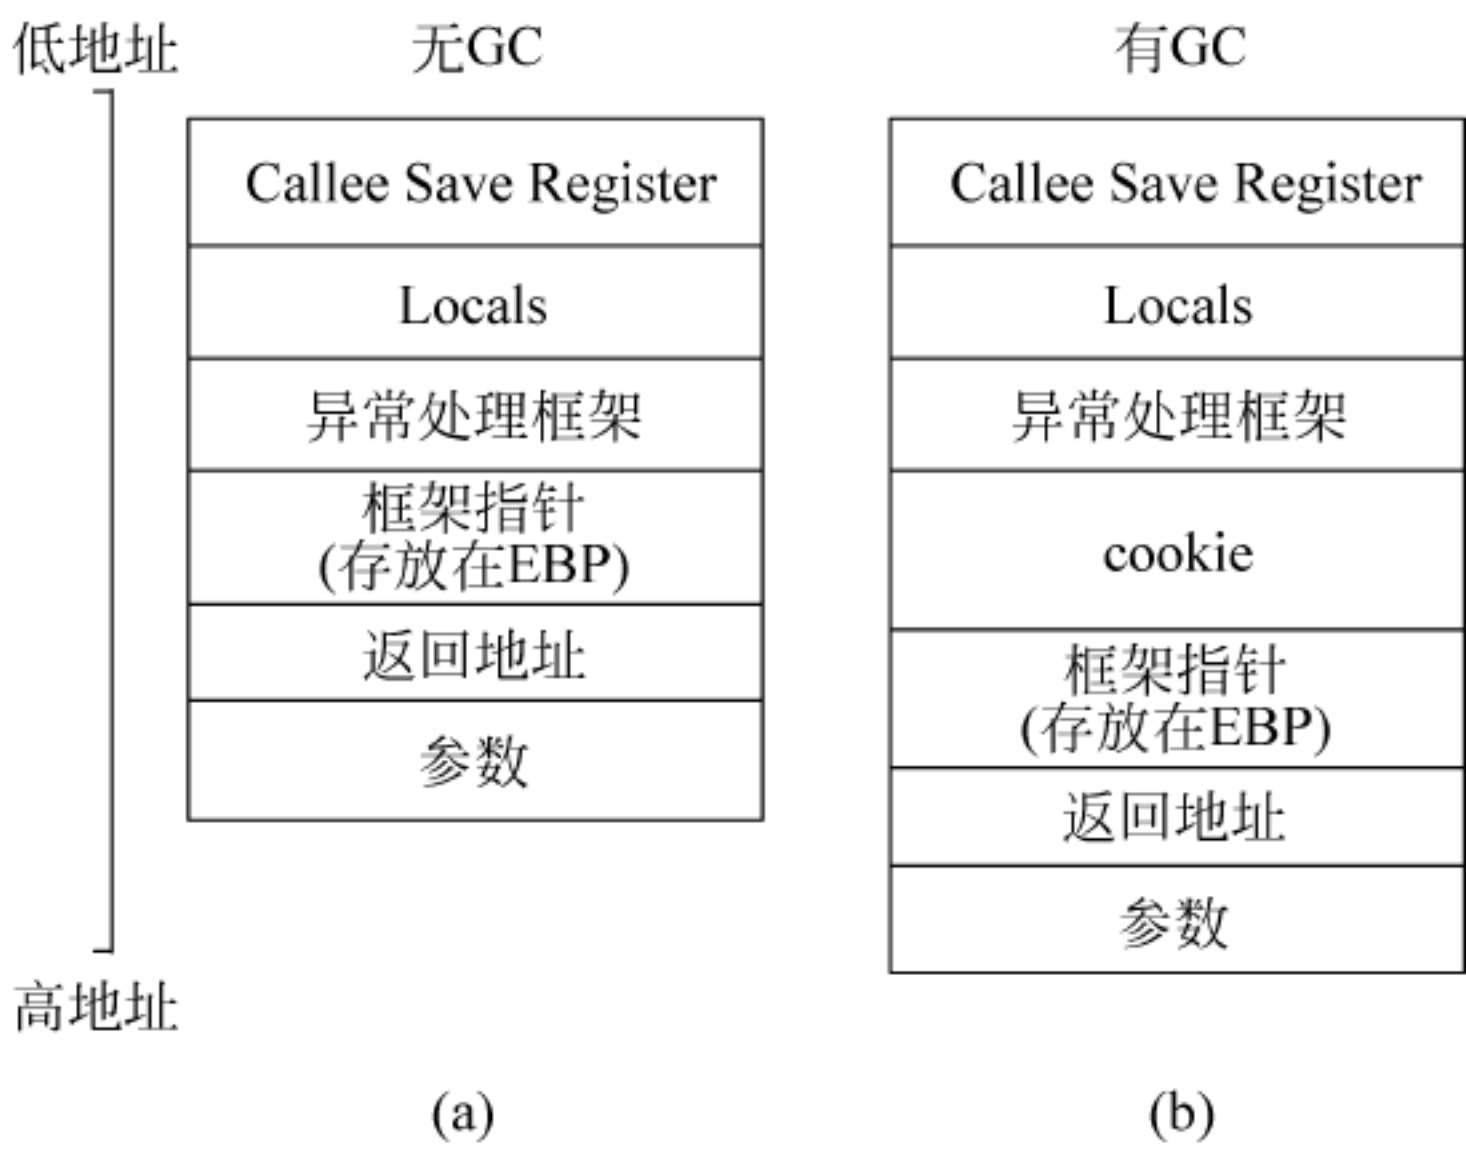 低地址
无GC
有GC
Callee Save Register
Locals
异常处理框架
框架指针
(存放在EBP)
返回地址
参数
Callee Save Register
Locals
异常处理框架
cookie
框架指针
(存放在EBP)
返回地址
参数
高地址
(a)
(b)